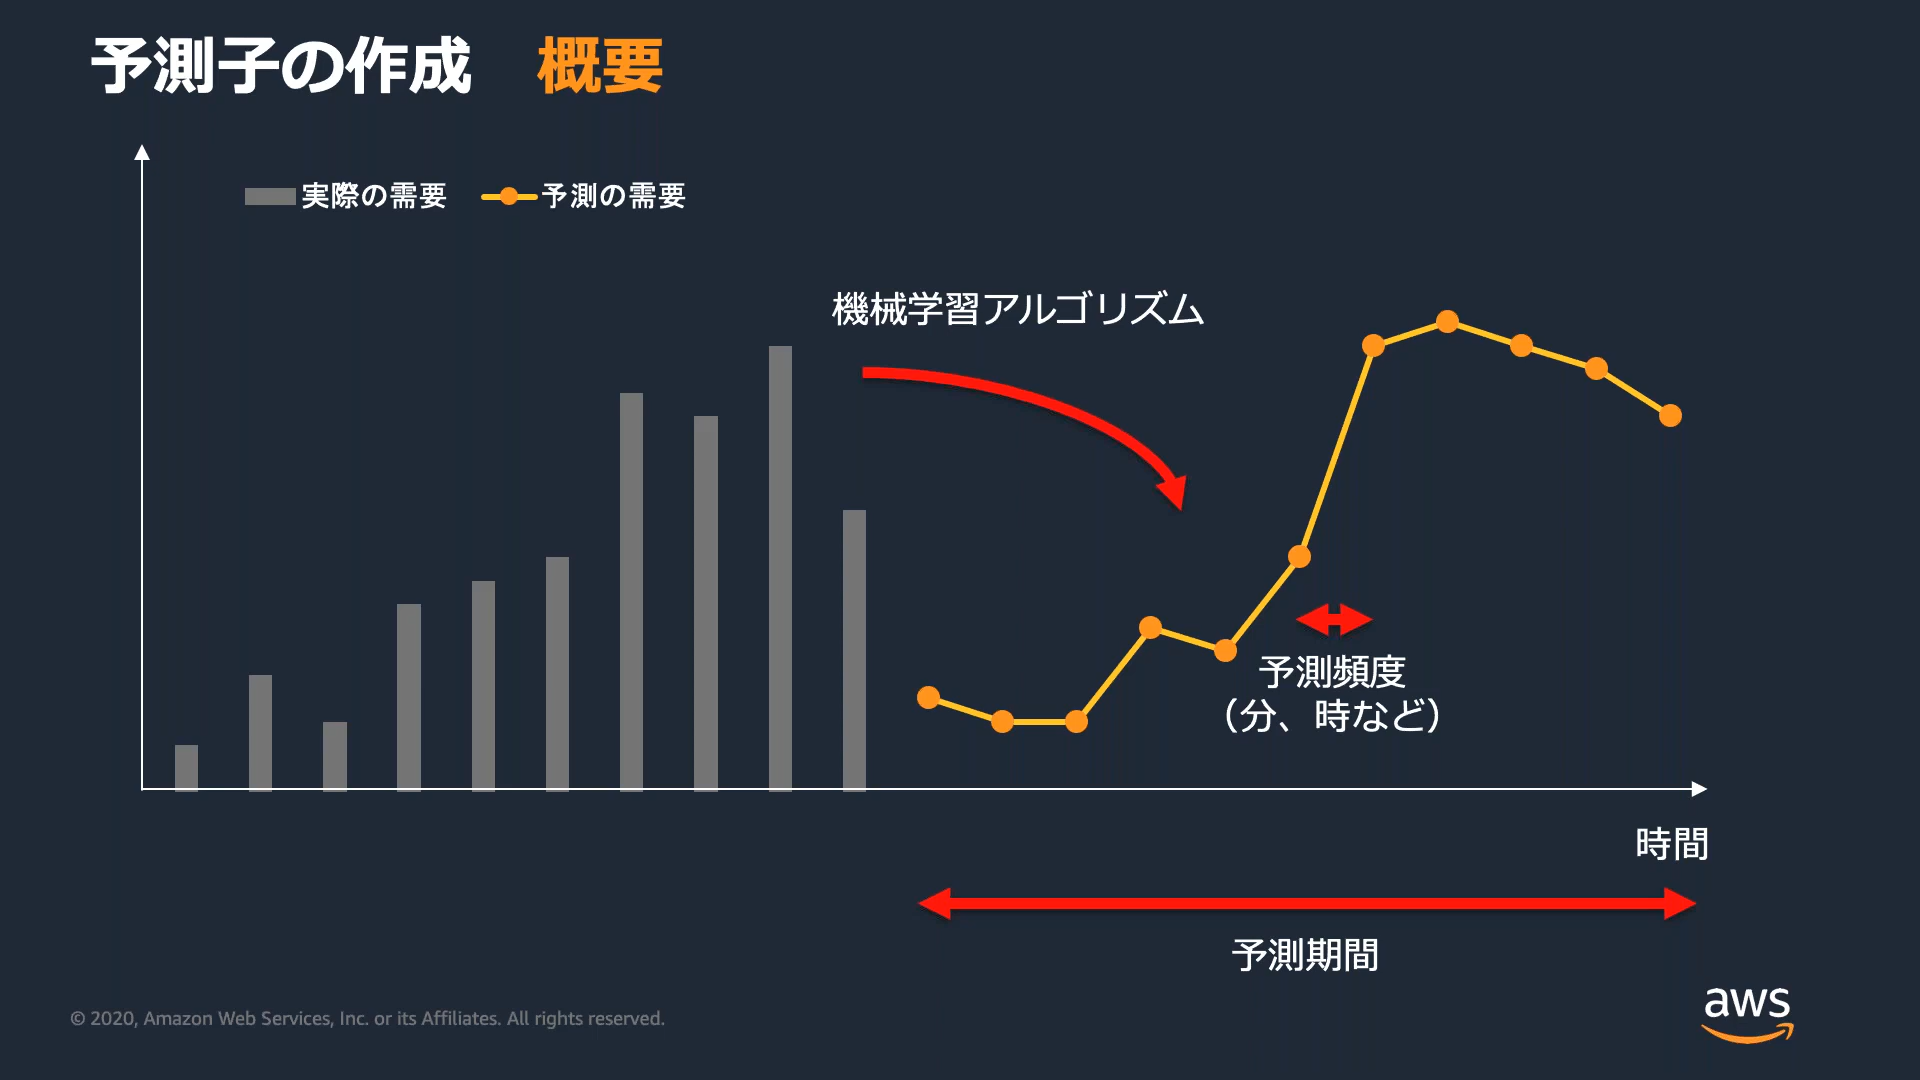 予測子の作成　概要
実際の需要
予測の需要
機械学習アルゴリズム
予測頻度
（分、時など）
時間
予測期間
© 2020, Amazon Web Services, Inc. or its Affiliates. All rights reserved.
aws